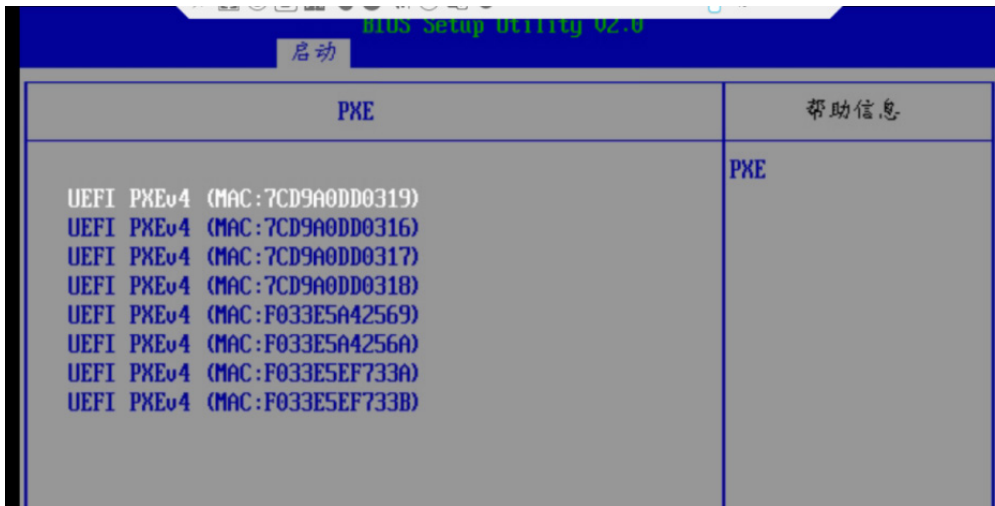 BIOS Setup Utility V2.0
启动
PXE
帮助信息
PXE
UEFI PXEv4 (MAC:7CD9A0DD0319)
UEFI PXEv4 (MAC:7CD9A0DD0316)
UEFI PXEv4 (MAC:7CD9A0DD0317)
UEFI PXEv4 (MAC:7CD9A0DD0318)
UEFI PXEv4 (MAC:F033E5A42569)
UEFI PXEv4 (MAC:F033E5A4256A)
UEFI PXEv4 (MAC:F033E5EF733A)
UEFI PXEv4 (MAC:F033E5EF733B)